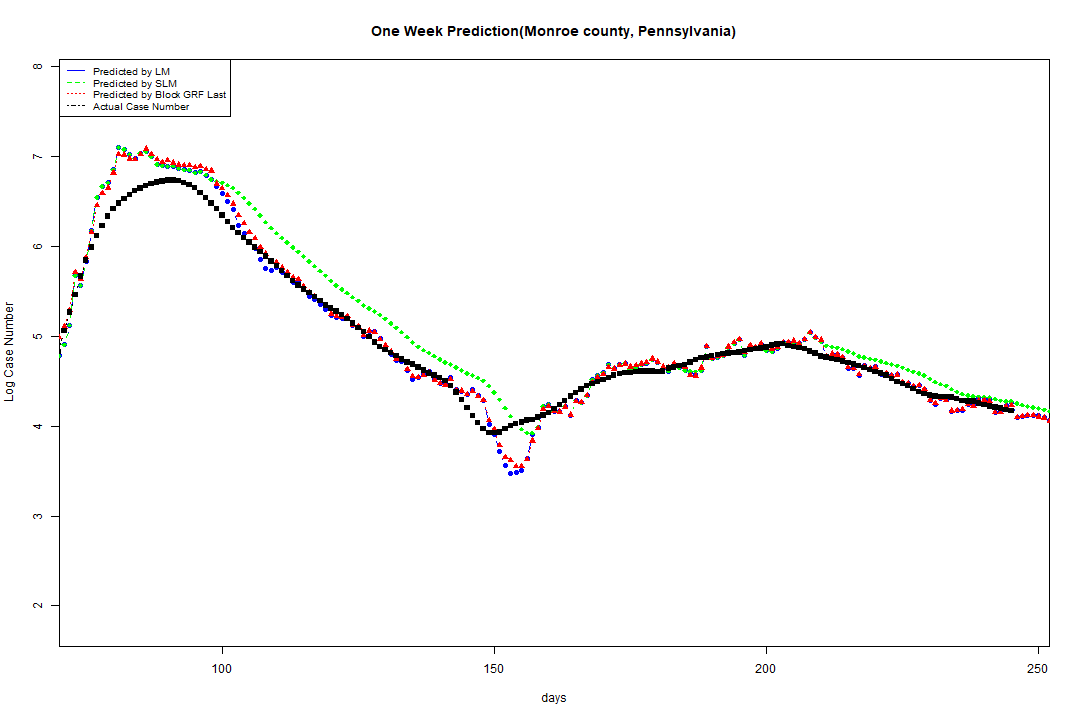 One Week Prediction(Monroe county, Pennsylvania)
Predicted by LM
Predicted by SLM
Predicted by Block GRF Last
Actual Case Number
8
7
6
5
4
3
2
Log Case Number
100
150
200
250
days